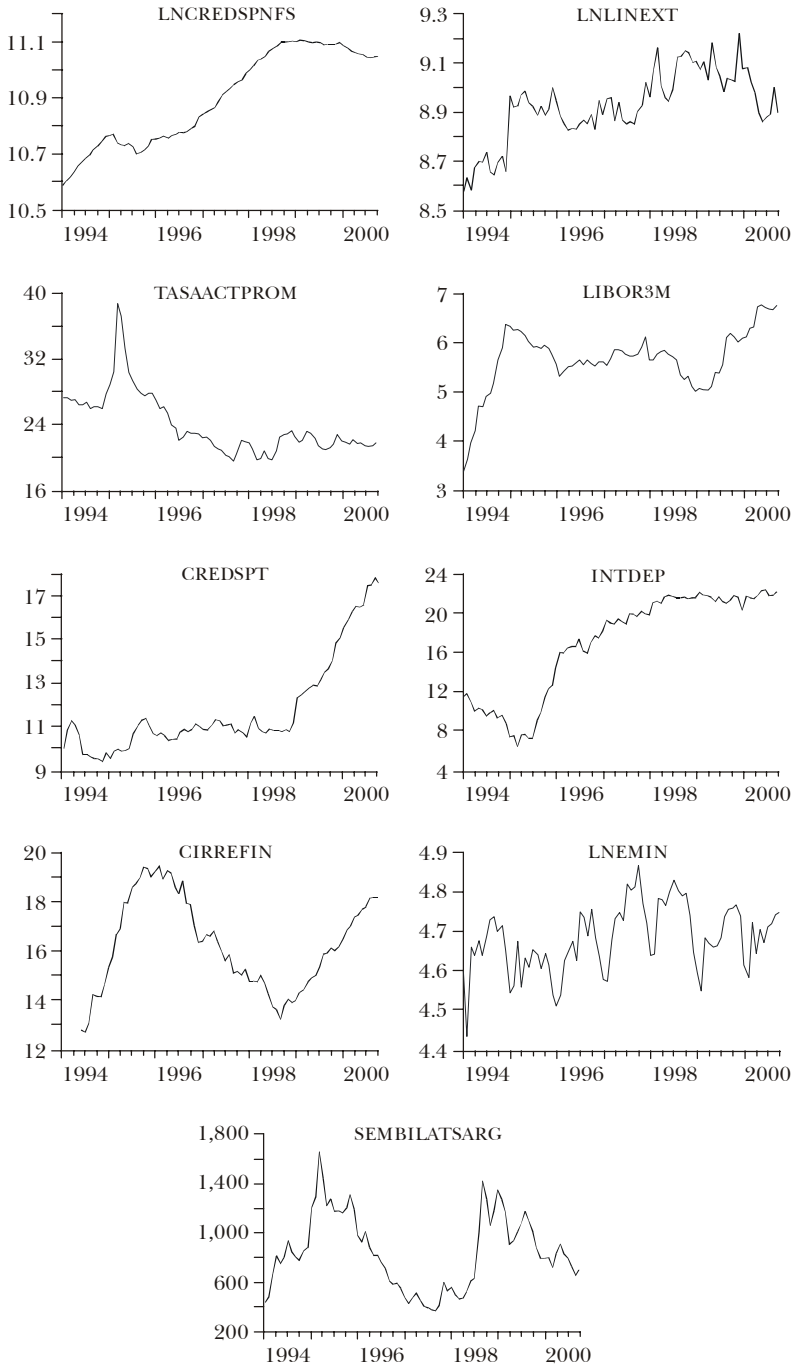 LNCREDSPNFS
11.1
10.9
10.7
10.5
1994 1996 1998 2000
LNLINEXT
9.3
9.1
8.9
8.7
8.5
1994 1996 1998 2000
TASAACTPROM
40
32
24
16
1994 1996 1998 2000
LIBOR3M
7
6
5
4
3
1994 1996 1998 2000
CREDSPT
17
15
13
11
9
1994 1996 1998 2000
INTDEP
24
20
16
12
8
4
1994 1996 1998 2000
CIRREFIN
20
18
16
14
12
1994 1996 1998 2000
LNEMIN
4.9
4.8
4.7
4.6
4.5
4.4
1994 1996 1998 2000
SEMBILATSARG
1,800
1,400
1,000
600
200
1994 1996 1998 2000